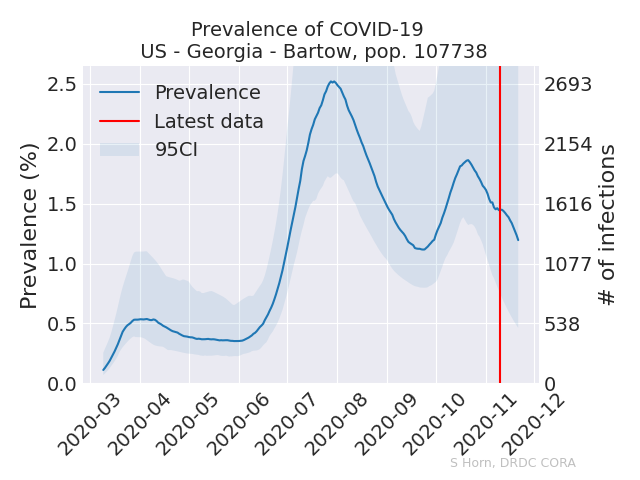 Prevalence of COVID-19
US - Georgia - Bartow, pop. 107738
Prevalence
Latest data
95CI
Prevalence (%)
2.5
2.0
1.5
1.0
0.5
0.0
2693
2154
1616
1077
538
0
# of infections
2020-03
2020-04
2020-05
2020-06
2020-07
2020-08
2020-09
2020-10
2020-11
2020-12
S Horn, DRDC CORA